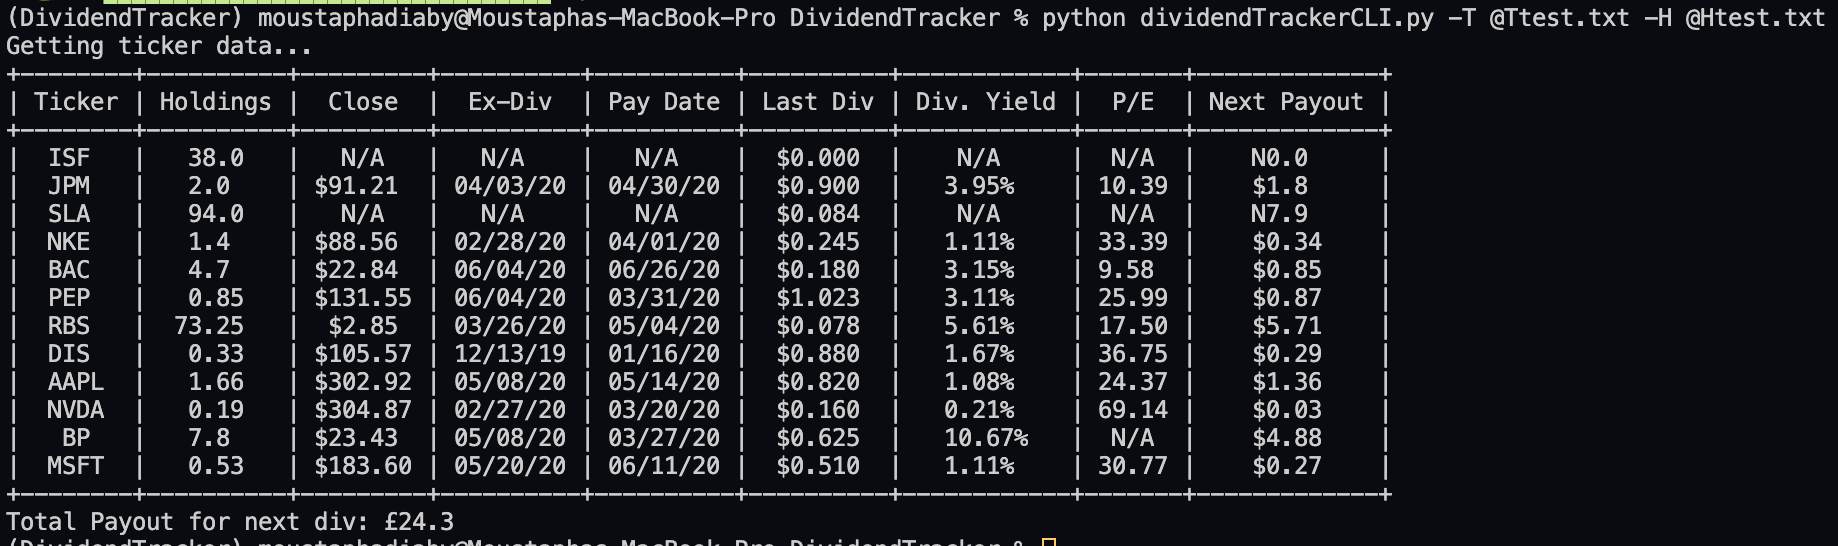 (DividendTracker) moustaphadiaby@Moustaphas-MacBook-Pro DividendTracker % python dividendTrackerCLI.py -T @Ttest.txt -H @Htest.txt
Getting ticker data...
+--------+----------+---------+----------+----------+----------+------------+-------+-------------+
| Ticker | Holdings |  Close  |  Ex-Div  | Pay Date | Last Div | Div. Yield |  P/E  | Next Payout |
+--------+----------+---------+----------+----------+----------+------------+-------+-------------+
|  ISF   |   38.0   |   N/A   |   N/A    |   N/A    |  $0.000  |    N/A     |  N/A  |    N0.0     |
|  JPM   |   2.0    | $91.21  | 04/03/20 | 04/30/20 |  $0.900  |   3.95%    | 10.39 |    $1.8     |
|  SLA   |   94.0   |   N/A   |   N/A    |   N/A    |  $0.084  |    N/A     |  N/A  |    N7.9     |
|  NKE   |   1.4    | $88.56  | 02/28/20 | 04/01/20 |  $0.245  |   1.11%    | 33.39 |    $0.34    |
|  BAC   |   4.7    | $22.84  | 06/04/20 | 06/26/20 |  $0.180  |   3.15%    | 9.58  |    $0.85    |
|  PEP   |   0.85   | $131.55 | 06/04/20 | 03/31/20 |  $1.023  |   3.11%    | 25.99 |    $0.87    |
|  RBS   |  73.25   |  $2.85  | 03/26/20 | 05/04/20 |  $0.078  |   5.61%    | 17.50 |    $5.71    |
|  DIS   |   0.33   | $105.57 | 12/13/19 | 01/16/20 |  $0.880  |   1.67%    | 36.75 |    $0.29    |
|  AAPL  |   1.66   | $302.92 | 05/08/20 | 05/14/20 |  $0.820  |   1.08%    | 24.37 |    $1.36    |
|  NVDA  |   0.19   | $304.87 | 02/27/20 | 03/20/20 |  $0.160  |   0.21%    | 69.14 |    $0.03    |
|   BP   |   7.8    | $23.43  | 05/08/20 | 03/27/20 |  $0.625  |   10.67%   |  N/A  |    $4.88    |
|  MSFT  |   0.53   | $183.60 | 05/20/20 | 06/11/20 |  $0.510  |   1.11%    | 30.77 |    $0.27    |
+--------+----------+---------+----------+----------+----------+------------+-------+-------------+
Total Payout for next div: £24.3
(DividendTracker) moustaphadiaby@Moustaphas-MacBook-Pro DividendTracker %